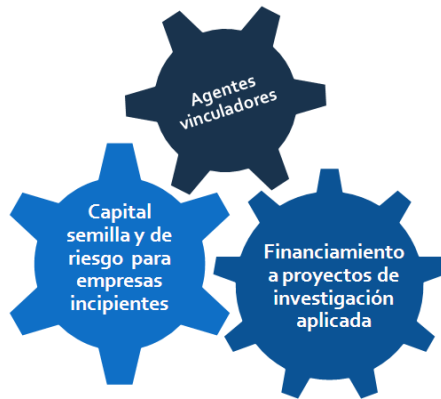 Agentes
vinculadores
Capital
semilla y de
riesgo para
empresas
incipientes
Financiamiento
a proyectos de
investigación
aplicada